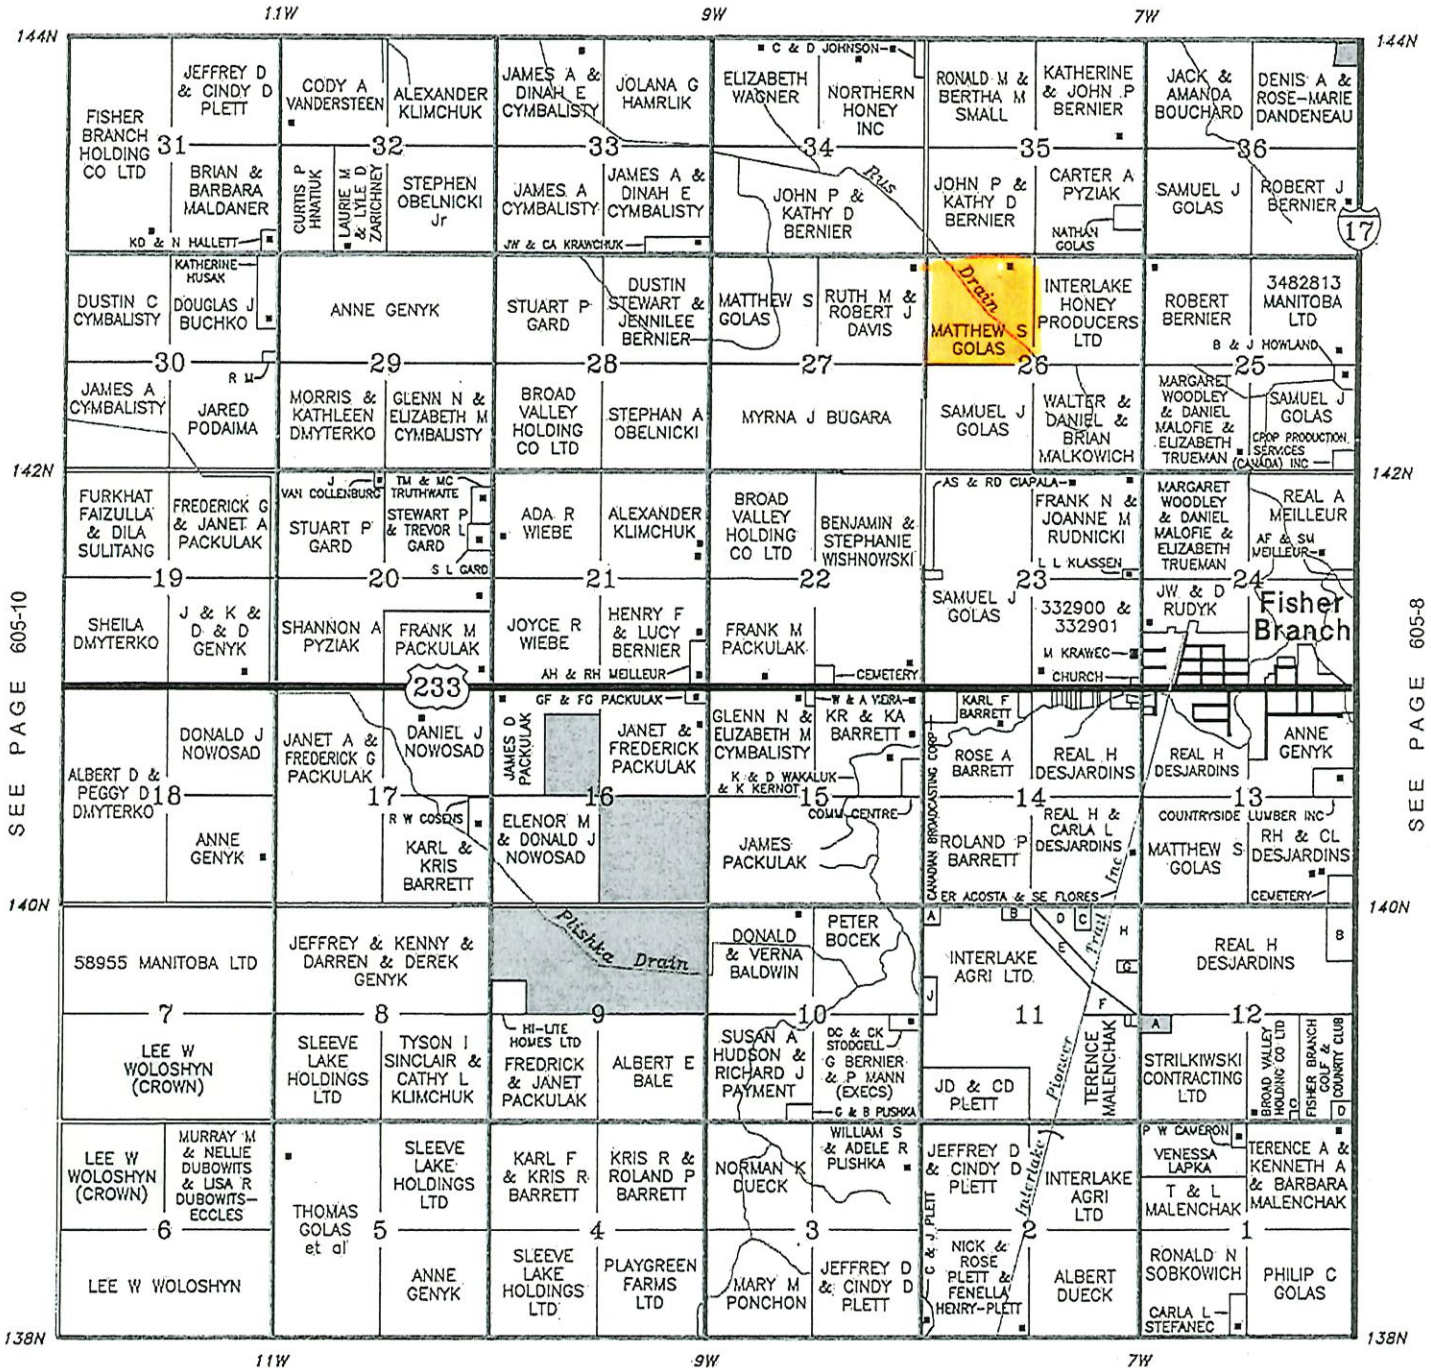 11W
9W
7W
144N
144N
FISHER
BRANCH
HOLDING
CO LTD
JEFFREY D
& CINDY D
PLETT
31
BRIAN &
BARBARA
MALDANER
KD & N HALLETT
CODY A
VANDERSTEEN
ALEXANDER
KLIMCHUK
32
CURTIS P
HNATIUK
LAURIE M
& LYLE D
ZARICHNEY
STEPHEN
OBELNICKI
Jr
JAMES A &
DINAH E
CYMBALISTY
JOLANA G
HAMRLIK
33
JAMES A
CYMBALISTY
JAMES A &
DINAH E
CYMBALISTY
JW & CA KRAWCHUK
C & D JOHNSON
ELIZABETH
WAGNER
NORTHERN
HONEY
INC
34
JOHN P &
KATHY D
BERNIER
Rus
RONALD M &
BERTHA M
SMALL
KATHERINE
& JOHN P
BERNIER
35
JOHN P &
KATHY D
BERNIER
CARTER A
PYZIAK
NATHAN
GOLAS
JACK &
AMANDA
BOUCHARD
DENIS A &
ROSE-MARIE
DANDENEAU
36
SAMUEL J
GOLAS
ROBERT J
BERNIER
17
DUSTIN C
CYMBALISTY
KATHERINE
HUSAK
DOUGLAS J
BUCHKO
30
R M
JAMES A
CYMBALISTY
JARED
PODAIMA
ANNE GENYK
29
MORRIS &
KATHLEEN
DMYTERKO
GLENN N &
ELIZABETH M
CYMBALISTY
STUART P
GARD
DUSTIN
STEWART &
JENNILEE
BERNIER
28
BROAD
VALLEY
HOLDING
CO LTD
STEPHAN A
OBELNICKI
MATTHEW S
GOLAS
RUTH M &
ROBERT J
DAVIS
27
MYRNA J BUGARA
Drain
MATTHEW S
GOLAS
INTERLAKE
HONEY
PRODUCERS
LTD
26
SAMUEL J
GOLAS
WALTER &
DANIEL &
BRIAN
MALKOWICH
ROBERT
BERNIER
3482813
MANITOBA
LTD
B & J HOWLAND
25
MARGARET
WOODLEY
& DANIEL
MALOFIE &
ELIZABETH
TRUEMAN
SAMUEL J
GOLAS
CROP PRODUCTION
SERVICES
(CANADA) INC
142N
142N
FURKHAT
FAIZULLA
& DILA
SULITANG
FREDERICK G
& JANET A
PACKULAK
19
SHEILA
DMYTERKO
J & K &
D & D
GENYK
J
VAN COLLENBURG
TM & MC
TRUTHWAITE
STUART P
GARD
STEWART P
& TREVOR L
GARD
S L GARD
20
SHANNON A
PYZIAK
FRANK M
PACKULAK
ADA R
WIEBE
ALEXANDER
KLIMCHUK
21
JOYCE R
WIEBE
HENRY F
& LUCY
BERNIER
AH & RH MEILLEUR
BROAD
VALLEY
HOLDING
CO LTD
BENJAMIN &
STEPHANIE
WISHNOWSKI
22
FRANK M
PACKULAK
CEMETERY
AS & RD CIAPALA
FRANK N &
JOANNE M
RUDNICKI
L L KLASSEN
23
SAMUEL J
GOLAS
332900 &
332901
M KRAWEC
CHURCH
MARGARET
WOODLEY
& DANIEL
MALOFIE &
ELIZABETH
TRUEMAN
REAL A
MEILLEUR
AF & SM
MEILLEUR
24
JW & D
RUDYK
Fisher
Branch
SEE PAGE 605-10
SEE PAGE 605-8
233
ALBERT D &
PEGGY D
DMYTERKO
DONALD J
NOWOSAD
18
ANNE
GENYK
JANET A &
FREDERICK G
PACKULAK
DANIEL J
NOWOSAD
17
R W COSENS
KARL &
KRIS
BARRETT
GF & FG PACKULAK
JAMES D
PACKULAK
JANET &
FREDERICK
PACKULAK
16
ELENOR M
& DONALD J
NOWOSAD
GLENN N &
ELIZABETH M
CYMBALISTY
W & A VIEIRA
KR & KA
BARRETT
K & D WAKALUK
& K KERNOT
15
COMM CENTRE
JAMES
PACKULAK
CANADIAN BROADCASTING CORP
KARL F
BARRETT
ROSE A
BARRETT
REAL H
DESJARDINS
14
ROLAND P
BARRETT
REAL H &
CARLA L
DESJARDINS
ER ACOSTA & SE FLORES
REAL H
DESJARDINS
ANNE
GENYK
13
COUNTRYSIDE LUMBER INC
MATTHEW S
GOLAS
RH & CL
DESJARDINS
CEMETERY
140N
140N
58955 MANITOBA LTD
7
LEE W
WOLOSHYN
(CROWN)
JEFFREY & KENNY &
DARREN & DEREK
GENYK
8
SLEEVE
LAKE
HOLDINGS
LTD
TYSON I
SINCLAIR &
CATHY L
KLIMCHUK
Plishka Drain
9
HI-LITE
HOMES LTD
FREDRICK
& JANET
PACKULAK
ALBERT E
BALE
DONALD
& VERNA
BALDWIN
PETER
BOCEK
10
SUSAN A
HUDSON &
RICHARD J
PAYMENT
DC & CK
STODGELL
G BERNIER
& P MANN
(EXECS)
G & B PLISHKA
A
B
D
C
H
E
G
F
J
INTERLAKE
AGRI LTD
11
JD & CD
PLETT
TERENCE
MALENCHAK
Interlake Pioneer Trail Inc
REAL H
DESJARDINS
B
A
12
STRILKIWSKI
CONTRACTING
LTD
BROAD VALLEY
HOLDING CO LTD
C
FISHER BRANCH
GOLF &
COUNTRY CLUB
D
LEE W
WOLOSHYN
(CROWN)
MURRAY M
& NELLIE
DUBOWITS
& LISA R
DUBOWITS-
ECCLES
6
LEE W WOLOSHYN
THOMAS
GOLAS
et al
SLEEVE
LAKE
HOLDINGS
LTD
5
ANNE
GENYK
KARL F
& KRIS R
BARRETT
KRIS R &
ROLAND P
BARRETT
4
SLEEVE
LAKE
HOLDINGS
LTD
PLAYGREEN
FARMS
LTD
NORMAN K
DUECK
WILLIAM S
& ADELE R
PLISHKA
3
MARY M
PONCHON
JEFFREY D
& CINDY D
PLETT
JEFFREY D
& CINDY D
PLETT
C & J PLETT
INTERLAKE
AGRI
LTD
2
NICK &
ROSE
PLETT &
FENELLA
HENRY-PLETT
ALBERT
DUECK
P W CAMERON
VENESSA
LAPKA
T & L
MALENCHAK
TERENCE A &
KENNETH A
& BARBARA
MALENCHAK
1
RONALD N
SOBKOWICH
CARLA L
STEFANEC
PHILIP C
GOLAS
138N
138N
11W
9W
7W